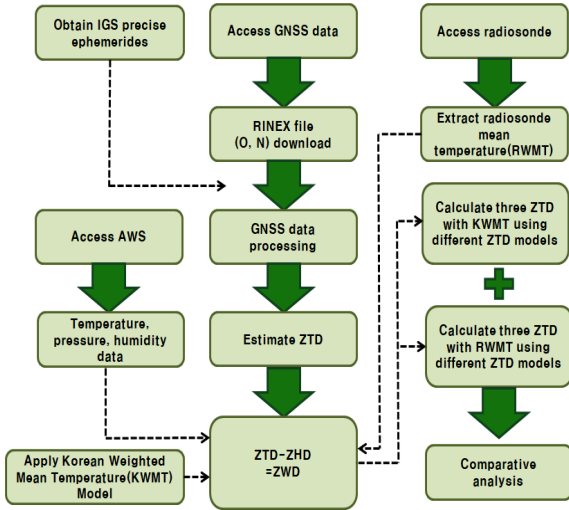 Obtain IGS precise
ephemerides
Access GNSS data
Access radiosonde
RINEX file
(O, N) download
Extract radiosonde
mean
temperature(RWMT)
Access AWS
GNSS data
processing
Calculate three ZTD
with KWMT using
different ZTD models
Temperature,
pressure, humidity
data
Estimate ZTD
Calculate three ZTD
with RWMT using
different ZTD models
Apply Korean Weighted
Mean Temperature(KWMT)
Model
ZTD-ZHD
=ZWD
Comparative
analysis